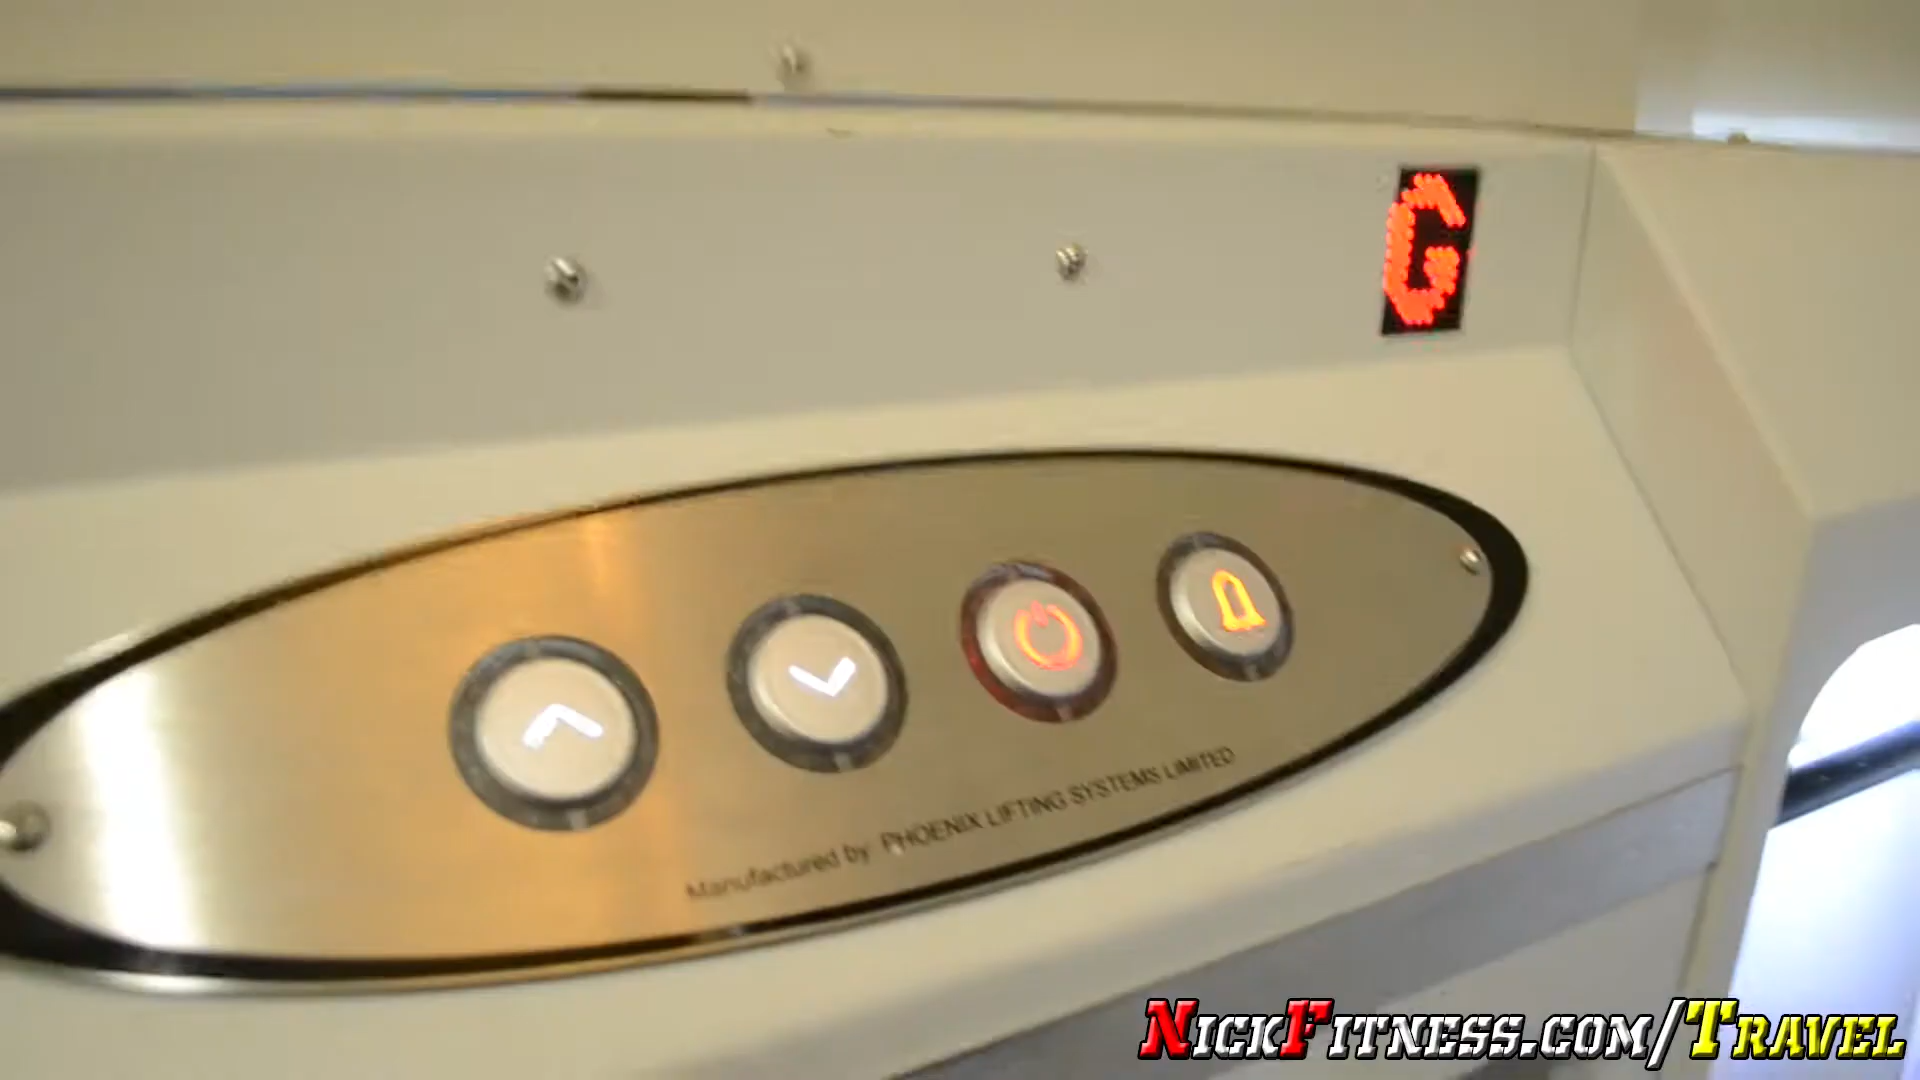 G
Manufactured by PHOENIX LIFTING SYSTEMS LIMITED
NICKFITNESS.COM/TRAVEL